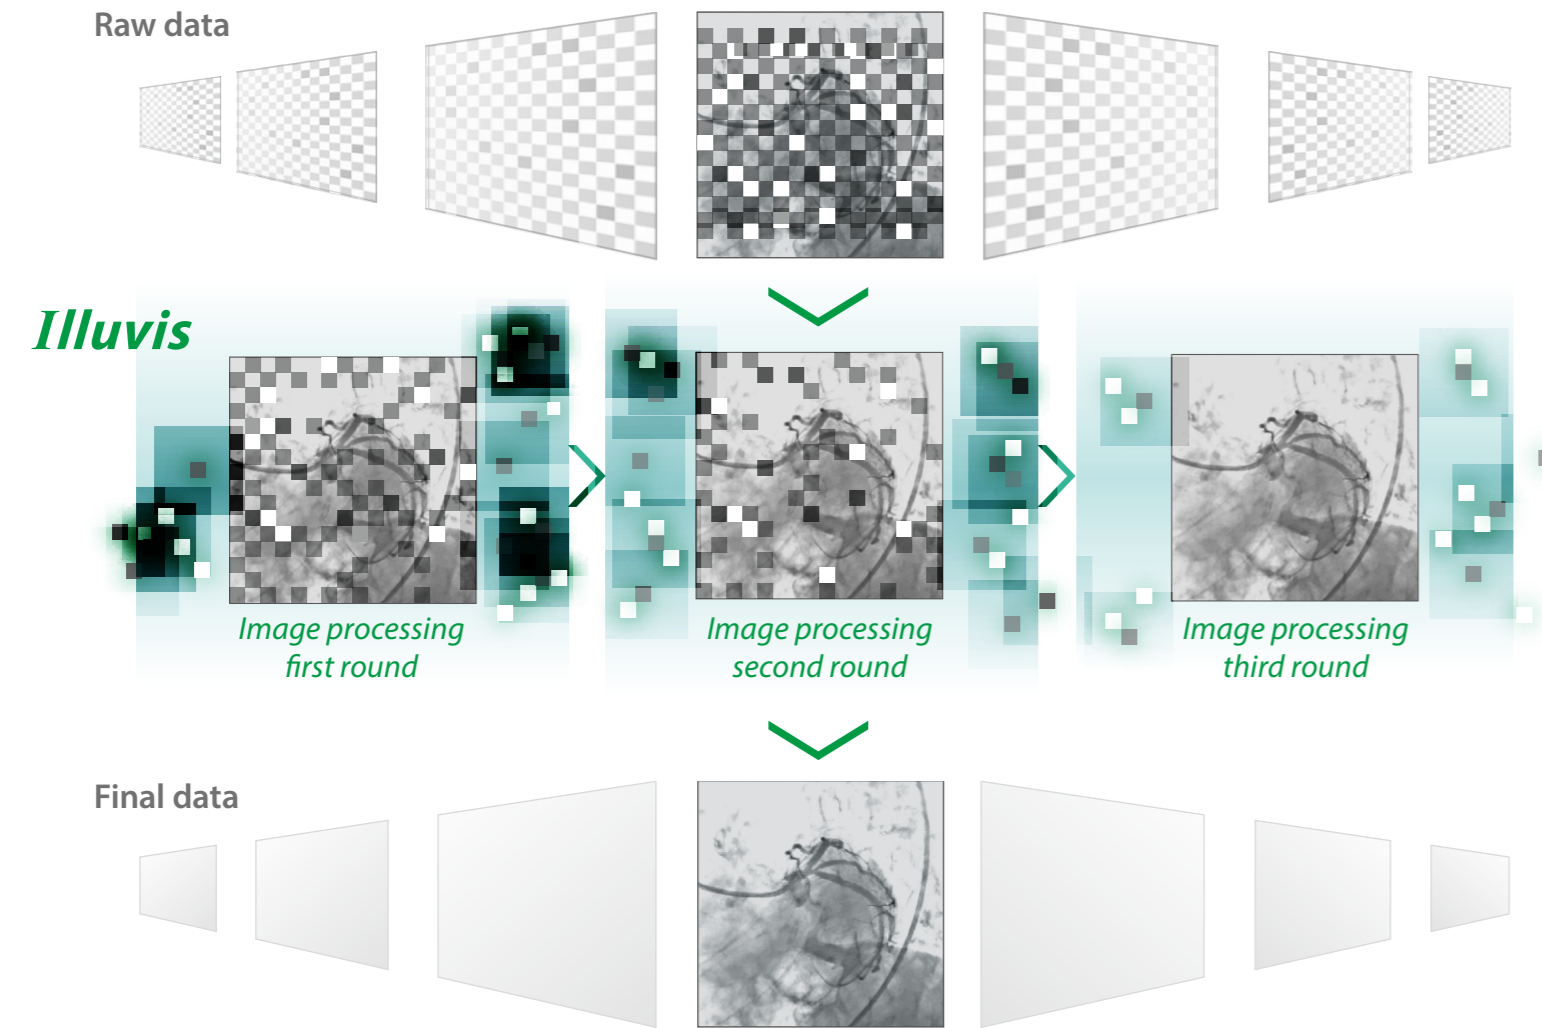 Raw data
Illuvis
Image processing
first round
Image processing
second round
Image processing
third round
Final data